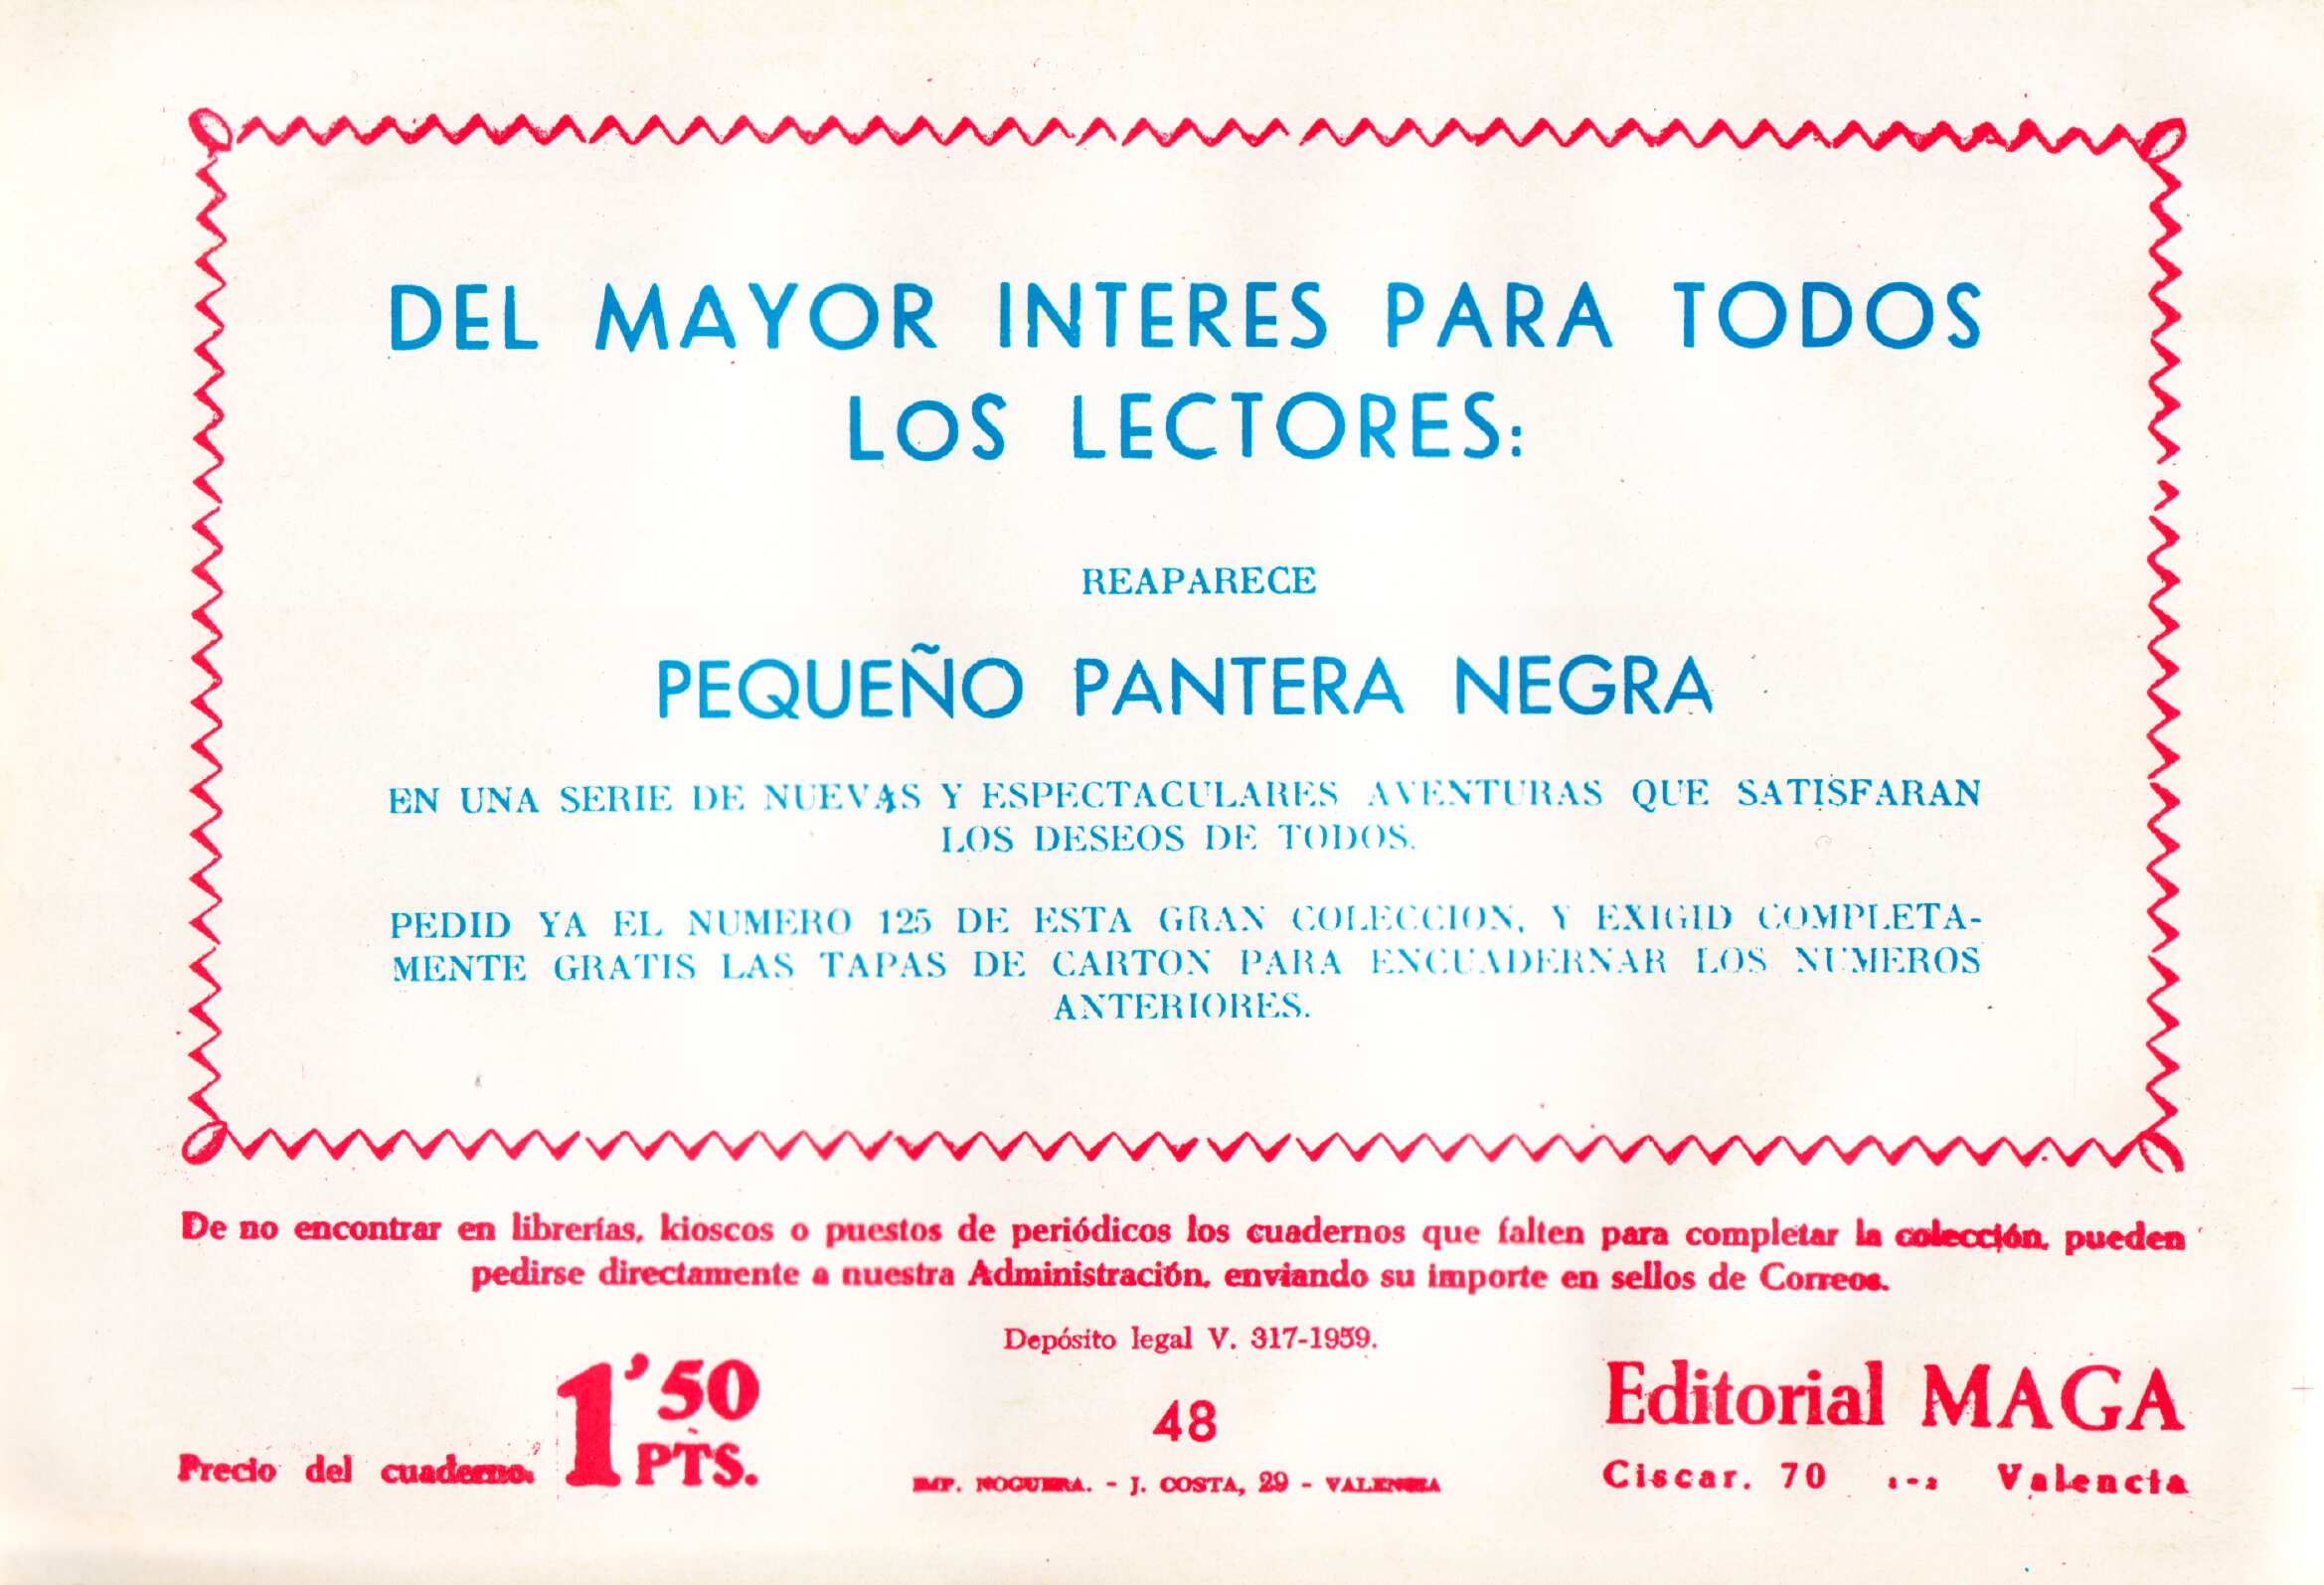 DEL MAYOR INTERES PARA TODOS
LOS LECTORES:
REAPARECE
PEQUEÑO PANTERA NEGRA
EN UNA SERIE DE NUEVAS Y ESPECTACULARES AVENTURAS QUE SATISFARAN
LOS DESEOS DE TODOS.
PEDID YA EL NUMERO 125 DE ESTA GRAN COLECCION, Y EXIGID COMPLETA-
MENTE GRATIS LAS TAPAS DE CARTON PARA ENCUADERNAR LOS NUMEROS
ANTERIORES.
De no encontrar en librerías, kioscos o puestos de periódicos los cuadernos que falten para completar la colección, pueden
pedirse directamente a nuestra Administración, enviando su importe en sellos de Correos.
Depósito legal V. 317-1959.
Precio del cuaderno. 1'50 PTS.
48
IMP. NOGUERA. - J. COSTA, 29 - VALENCIA
Editorial MAGA
Ciscar, 70 :-: Valencia